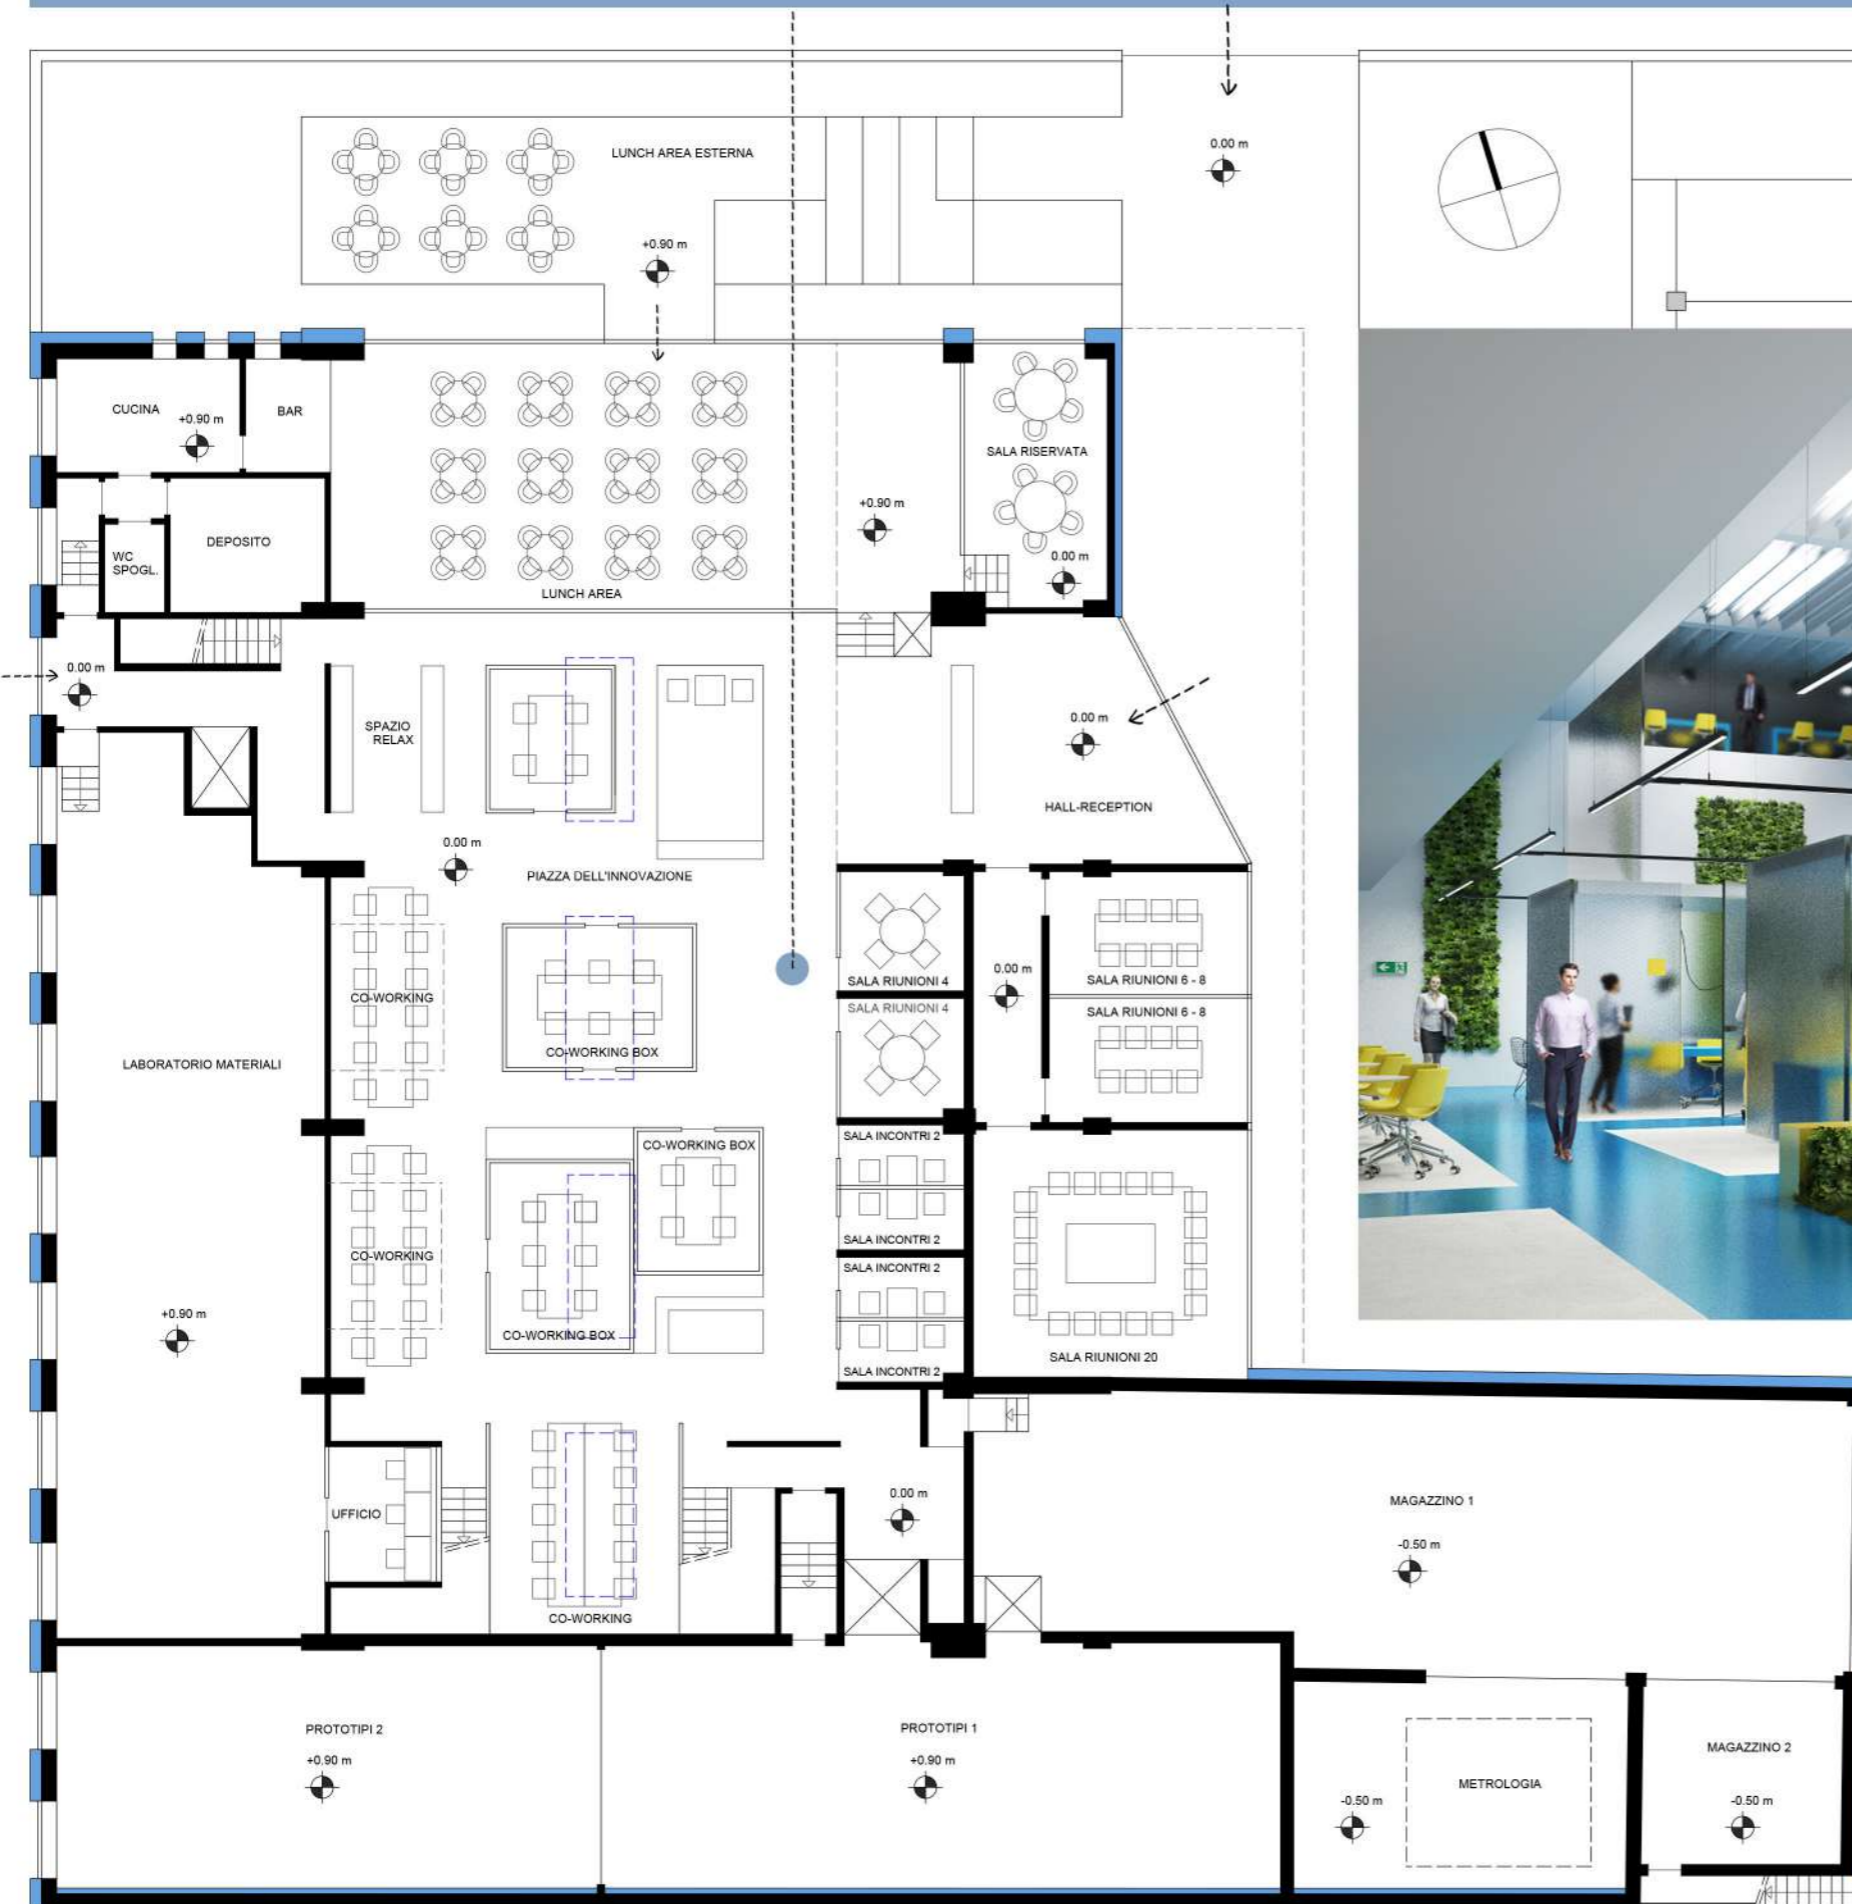 LUNCH AREA ESTERNA
0.00 m
+0.90 m
CUCINA
+0.90 m
BAR
SALA RISERVATA
+0.90 m
DEPOSITO
WC
SPOGL.
0.00 m
LUNCH AREA
0.00 m
SPAZIO
RELAX
0.00 m
HALL-RECEPTION
0.00 m
PIAZZA DELL'INNOVAZIONE
SALA RIUNIONI 4
0.00 m
SALA RIUNIONI 6 - 8
CO-WORKING
SALA RIUNIONI 4
SALA RIUNIONI 6 - 8
CO-WORKING BOX
LABORATORIO MATERIALI
SALA INCONTRI 2
CO-WORKING BOX
SALA INCONTRI 2
CO-WORKING
SALA INCONTRI 2
+0.90 m
CO-WORKING BOX
SALA RIUNIONI 20
SALA INCONTRI 2
0.00 m
MAGAZZINO 1
UFFICIO
-0.50 m
CO-WORKING
PROTOTIPI 2
PROTOTIPI 1
MAGAZZINO 2
+0.90 m
+0.90 m
METROLOGIA
-0.50 m
-0.50 m